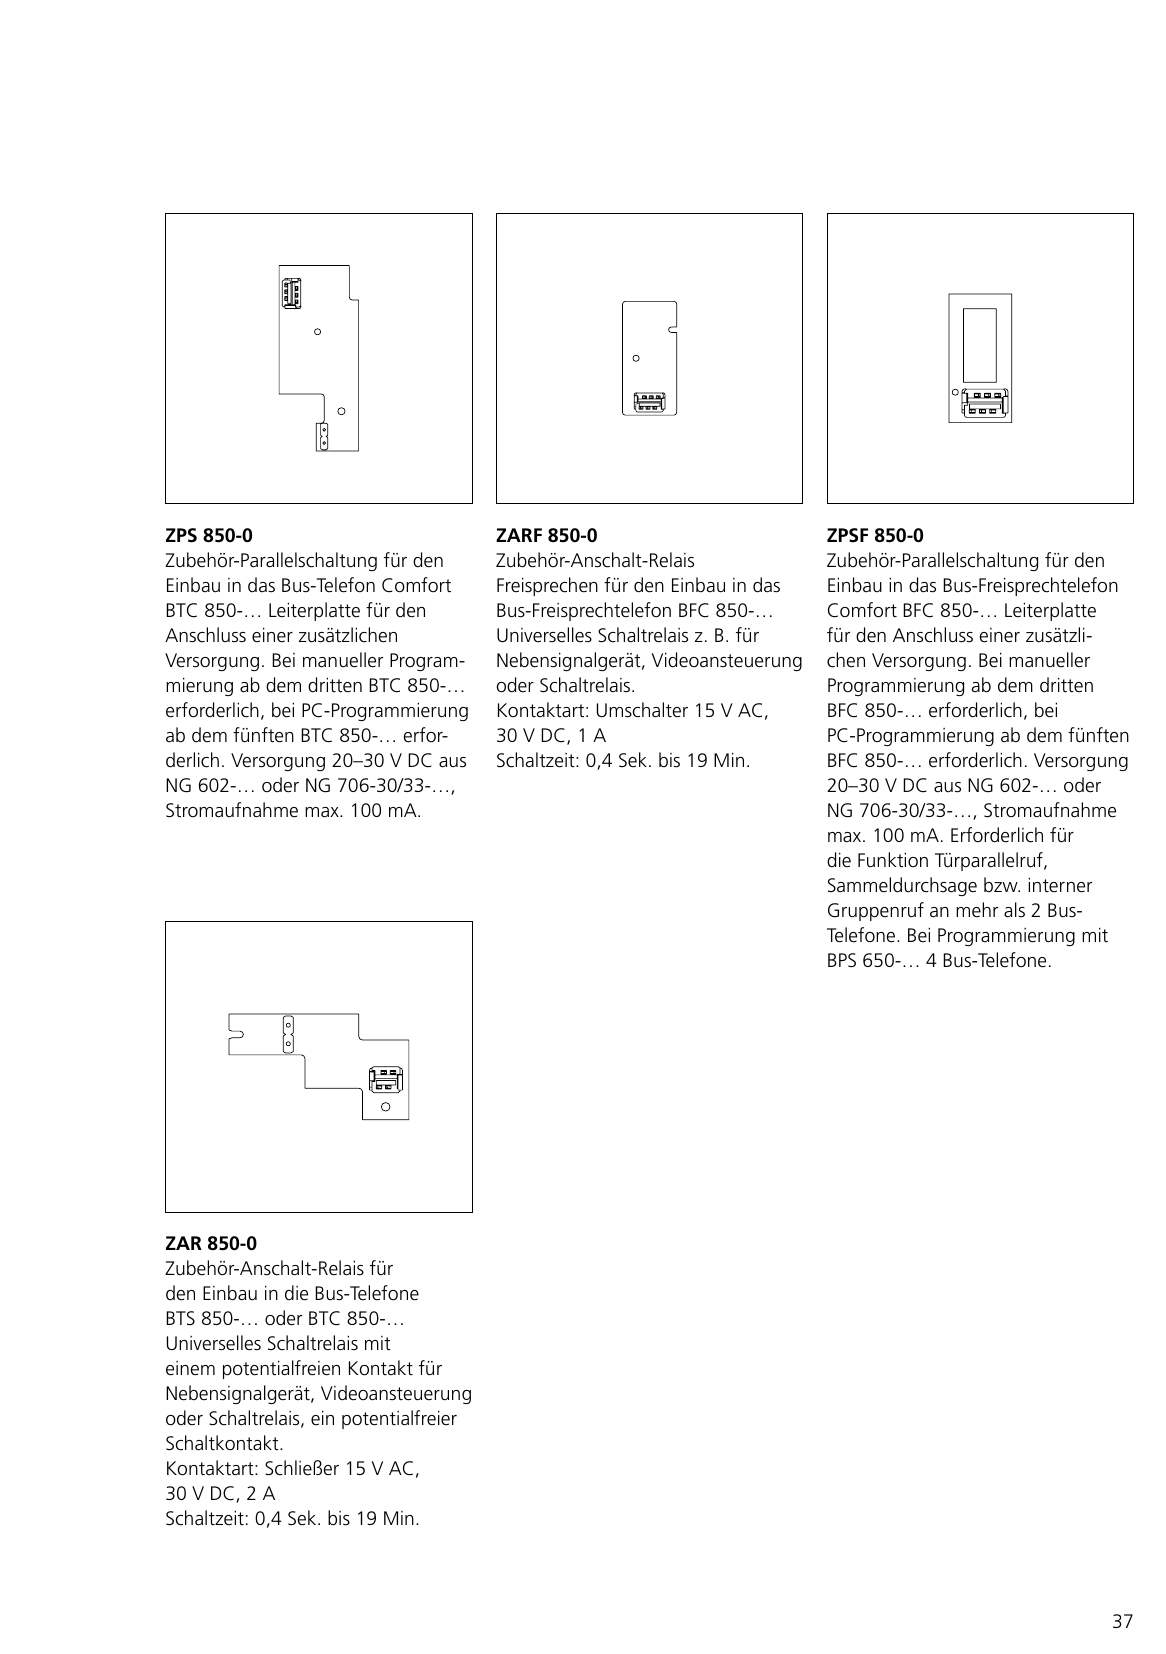 ZPS 850-0
Zubehör-Parallelschaltung für den
Einbau in das Bus-Telefon Comfort
BTC 850-… Leiterplatte für den
Anschluss einer zusätzlichen
Versorgung. Bei manueller Program-
mierung ab dem dritten BTC 850-…
erforderlich, bei PC-Programmierung
ab dem fünften BTC 850-… erfor-
derlich. Versorgung 20–30 V DC aus
NG 602-… oder NG 706-30/33-…,
Stromaufnahme max. 100 mA.
ZARF 850-0
Zubehör-Anschalt-Relais
Freisprechen für den Einbau in das
Bus-Freisprechtelefon BFC 850-…
Universelles Schaltrelais z. B. für
Nebensignalgerät, Videoansteuerung
oder Schaltrelais.
Kontaktart: Umschalter 15 V AC,
30 V DC, 1 A
Schaltzeit: 0,4 Sek. bis 19 Min.
ZPSF 850-0
Zubehör-Parallelschaltung für den
Einbau in das Bus-Freisprechtelefon
Comfort BFC 850-… Leiterplatte
für den Anschluss einer zusätzli-
chen Versorgung. Bei manueller
Programmierung ab dem dritten
BFC 850-… erforderlich, bei
PC-Programmierung ab dem fünften
BFC 850-… erforderlich. Versorgung
20–30 V DC aus NG 602-… oder
NG 706-30/33-…, Stromaufnahme
max. 100 mA. Erforderlich für
die Funktion Türparallelruf,
Sammeldurchsage bzw. interner
Gruppenruf an mehr als 2 Bus-
Telefone. Bei Programmierung mit
BPS 650-… 4 Bus-Telefone.
ZAR 850-0
Zubehör-Anschalt-Relais für
den Einbau in die Bus-Telefone
BTS 850-… oder BTC 850-…
Universelles Schaltrelais mit
einem potentialfreien Kontakt für
Nebensignalgerät, Videoansteuerung
oder Schaltrelais, ein potentialfreier
Schaltkontakt.
Kontaktart: Schließer 15 V AC,
30 V DC, 2 A
Schaltzeit: 0,4 Sek. bis 19 Min.
37